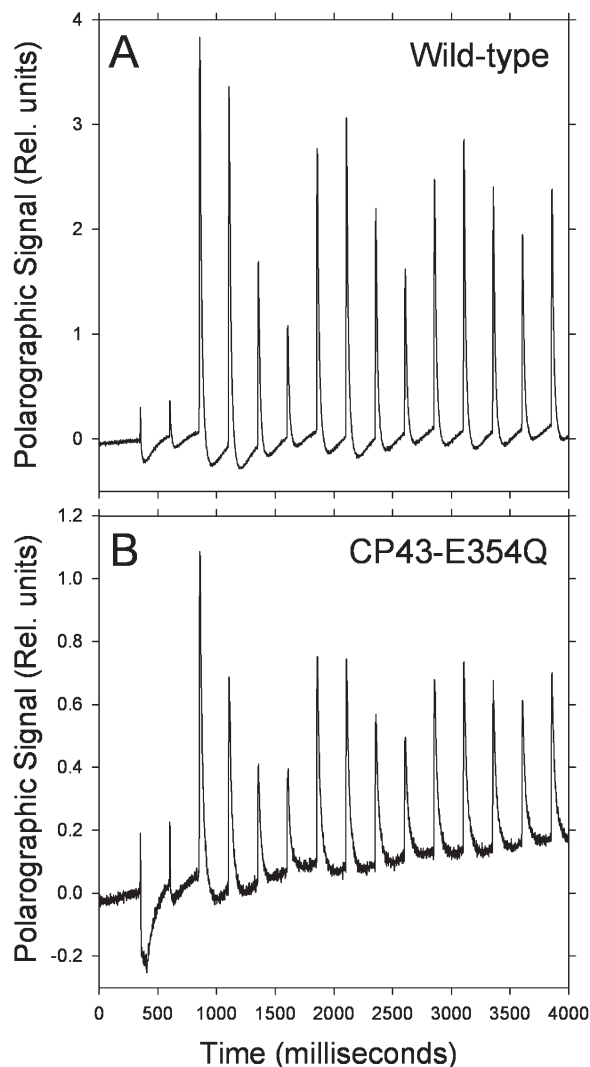 A
Wild-type
Polarographic Signal (Rel. units)
4
3
2
1
0
B
CP43-E354Q
Polarographic Signal (Rel. units)
1.2
1.0
0.8
0.6
0.4
0.2
0.0
-0.2
0 500 1000 1500 2000 2500 3000 3500 4000
Time (milliseconds)